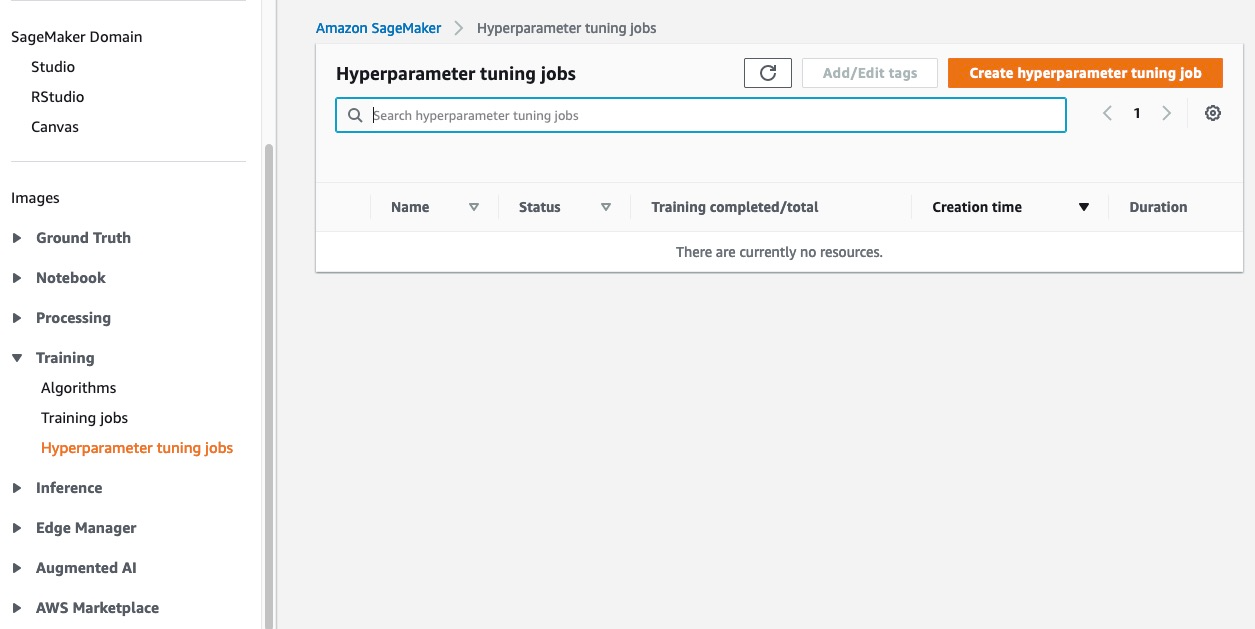 SageMaker Domain
Studio
RStudio
Canvas
Images
Ground Truth
Notebook
Processing
Training
Algorithms
Training jobs
Hyperparameter tuning jobs
Inference
Edge Manager
Augmented AI
AWS Marketplace
Amazon SageMaker > Hyperparameter tuning jobs
Hyperparameter tuning jobs Add/Edit tags Create hyperparameter tuning job
Search hyperparameter tuning jobs 1
Name Status Training completed/total Creation time Duration
There are currently no resources.